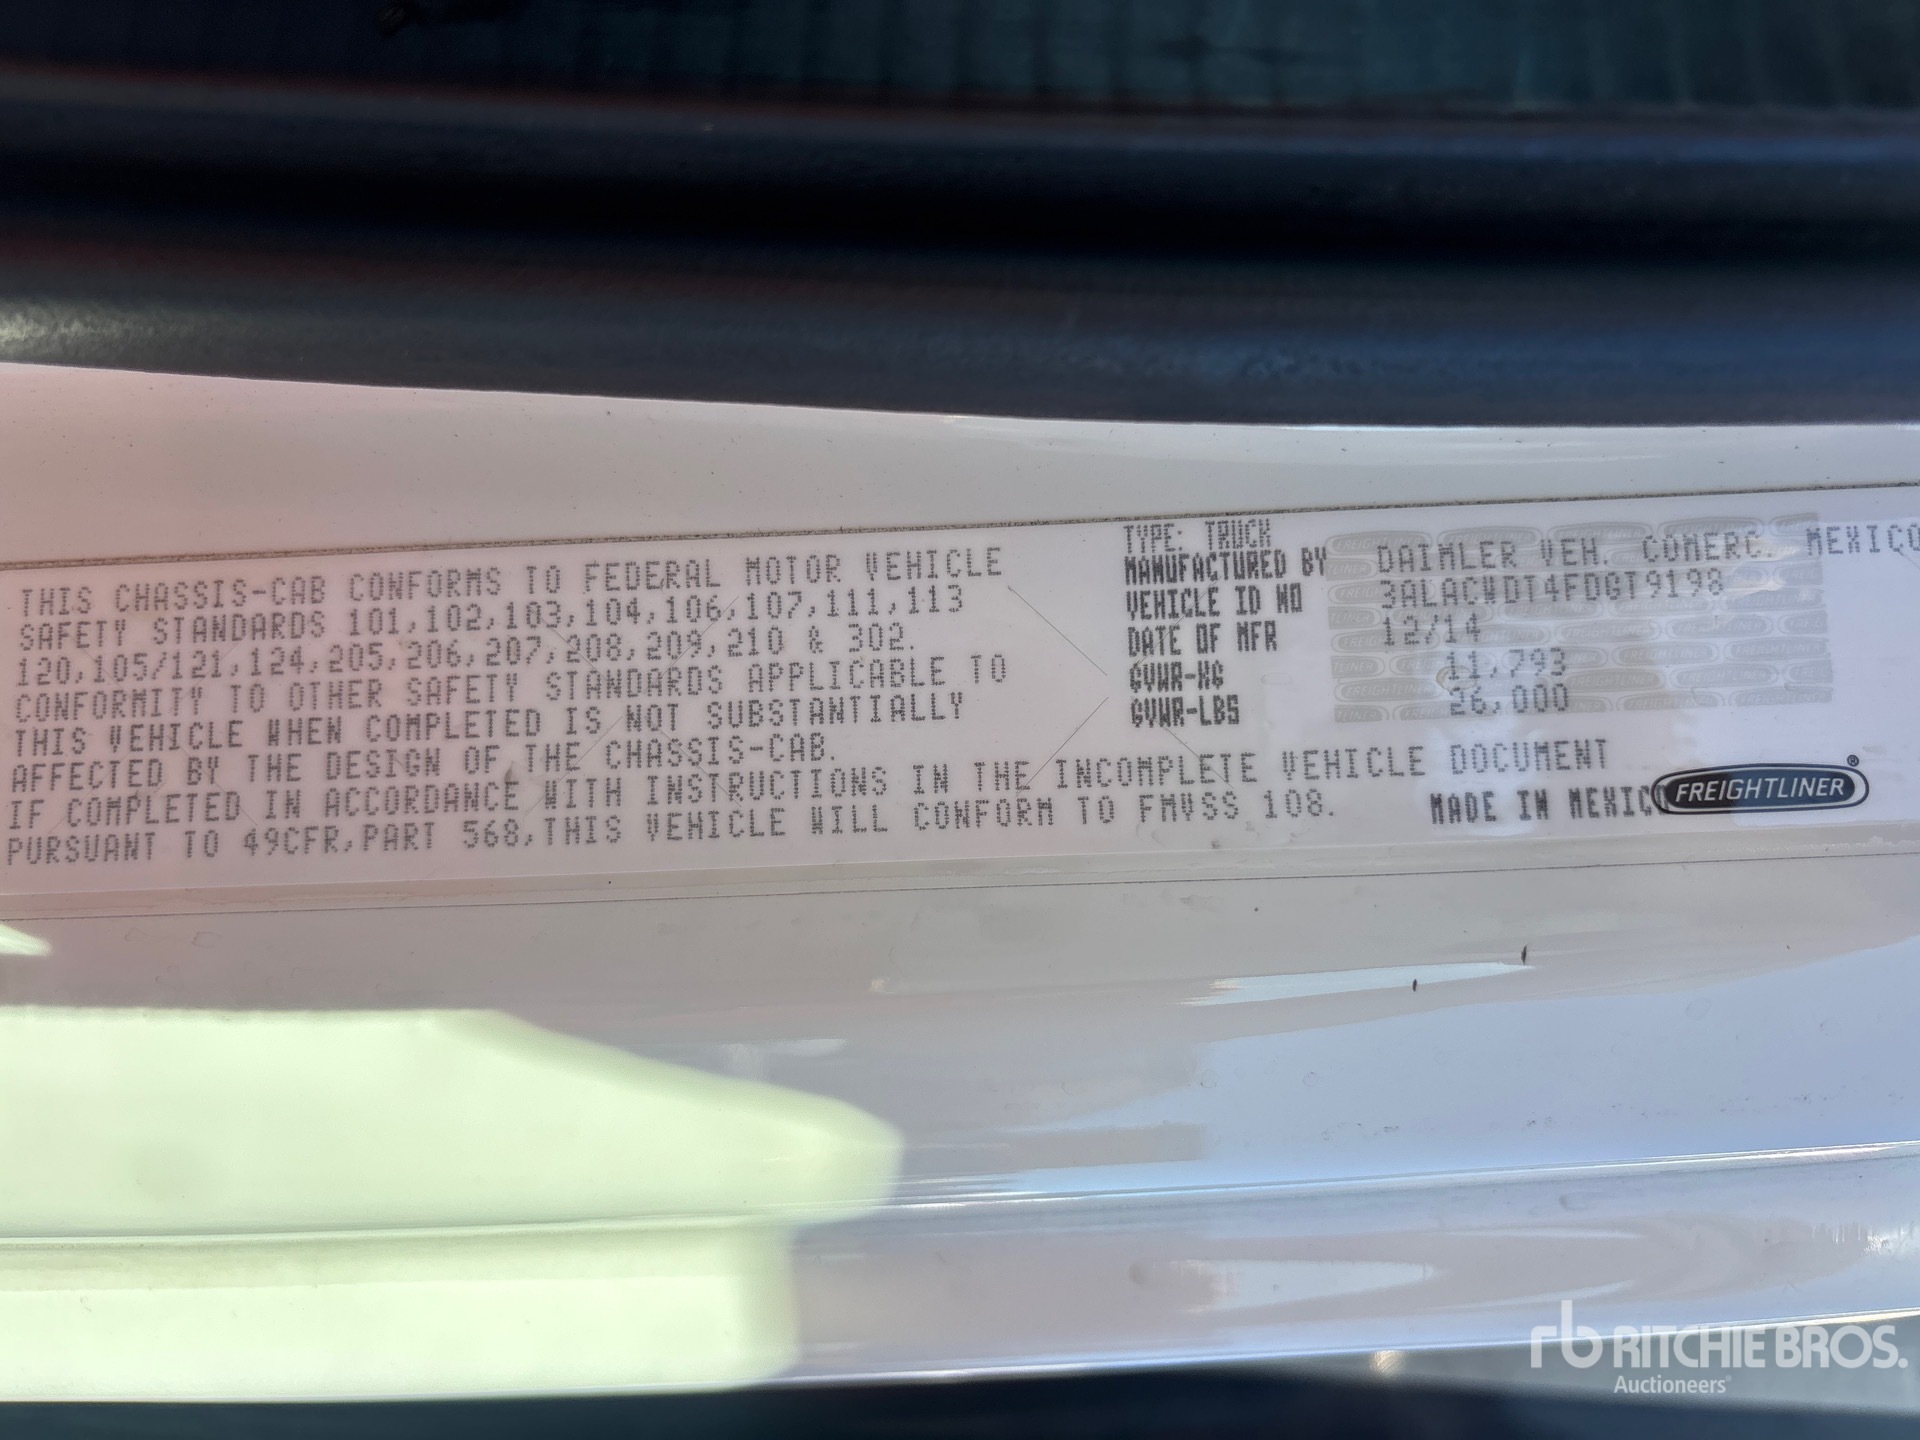 THIS CHASSIS-CAB CONFORMS TO FEDERAL MOTOR VEHICLE
SAFETY STANDARDS 101,102,103,104,106,107,111,113
120,105/121,124,205,206,207,208,209,210 & 302.
CONFORMITY TO OTHER SAFETY STANDARDS APPLICABLE TO
THIS VEHICLE WHEN COMPLETED IS NOT SUBSTANTIALLY
AFFECTED BY THE DESIGN OF THE CHASSIS-CAB.
IF COMPLETED IN ACCORDANCE WITH INSTRUCTIONS IN THE INCOMPLETE VEHICLE DOCUMENT
PURSUANT TO 49CFR,PART 568,THIS VEHICLE WILL CONFORM TO FMVSS 108.
TYPE: TRUCK
MANUFACTURED BY DAIMLER VEH. COMERC. MEXICO
VEHICLE ID NO 3ALACWDT4FDGT9198
DATE OF MFR 12/14
GVWR-KG 11,793
GVWR-LBS 26,000
MADE IN MEXICO
FREIGHTLINER®
rb RITCHIE BROS.
Auctioneers